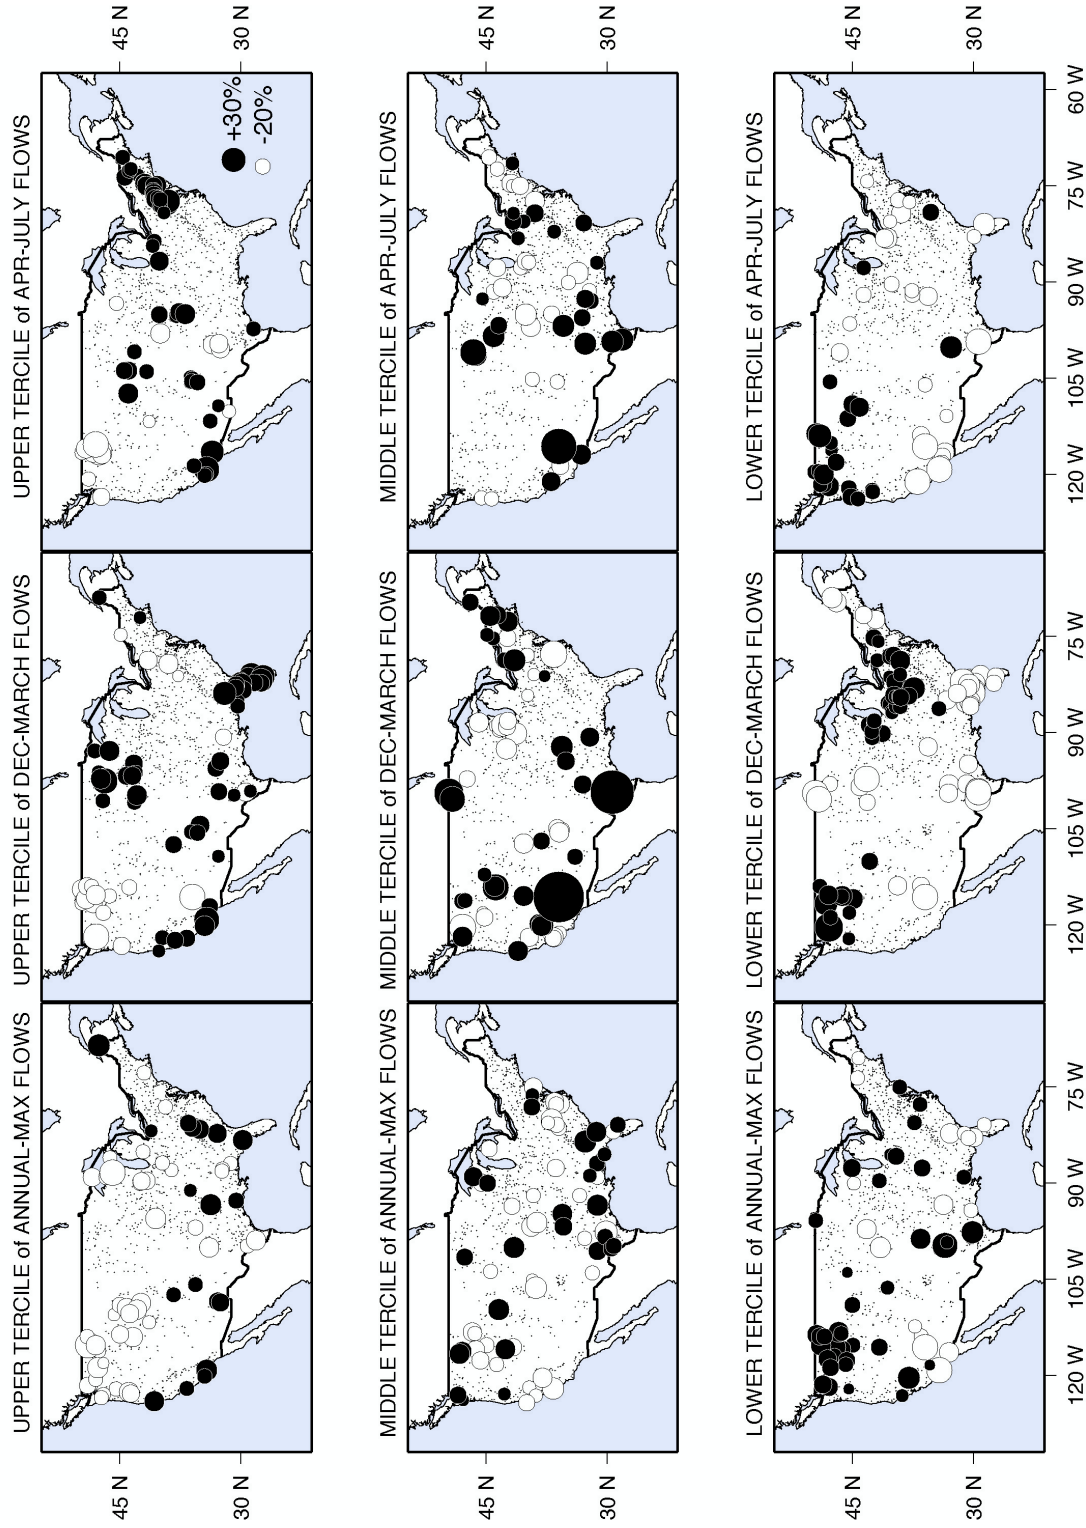 UPPER TERCILE of ANNUAL-MAX FLOWS
UPPER TERCILE of DEC-MARCH FLOWS
UPPER TERCILE of APR-JULY FLOWS
45 N
30 N
+30%
-20%
45 N
30 N
MIDDLE TERCILE of ANNUAL-MAX FLOWS
MIDDLE TERCILE of DEC-MARCH FLOWS
MIDDLE TERCILE of APR-JULY FLOWS
45 N
30 N
45 N
30 N
LOWER TERCILE of ANNUAL-MAX FLOWS
LOWER TERCILE of DEC-MARCH FLOWS
LOWER TERCILE of APR-JULY FLOWS
45 N
30 N
45 N
30 N
120 W 105 W 90 W 75 W
120 W 105 W 90 W 75 W
120 W 105 W 90 W 75 W 60 W